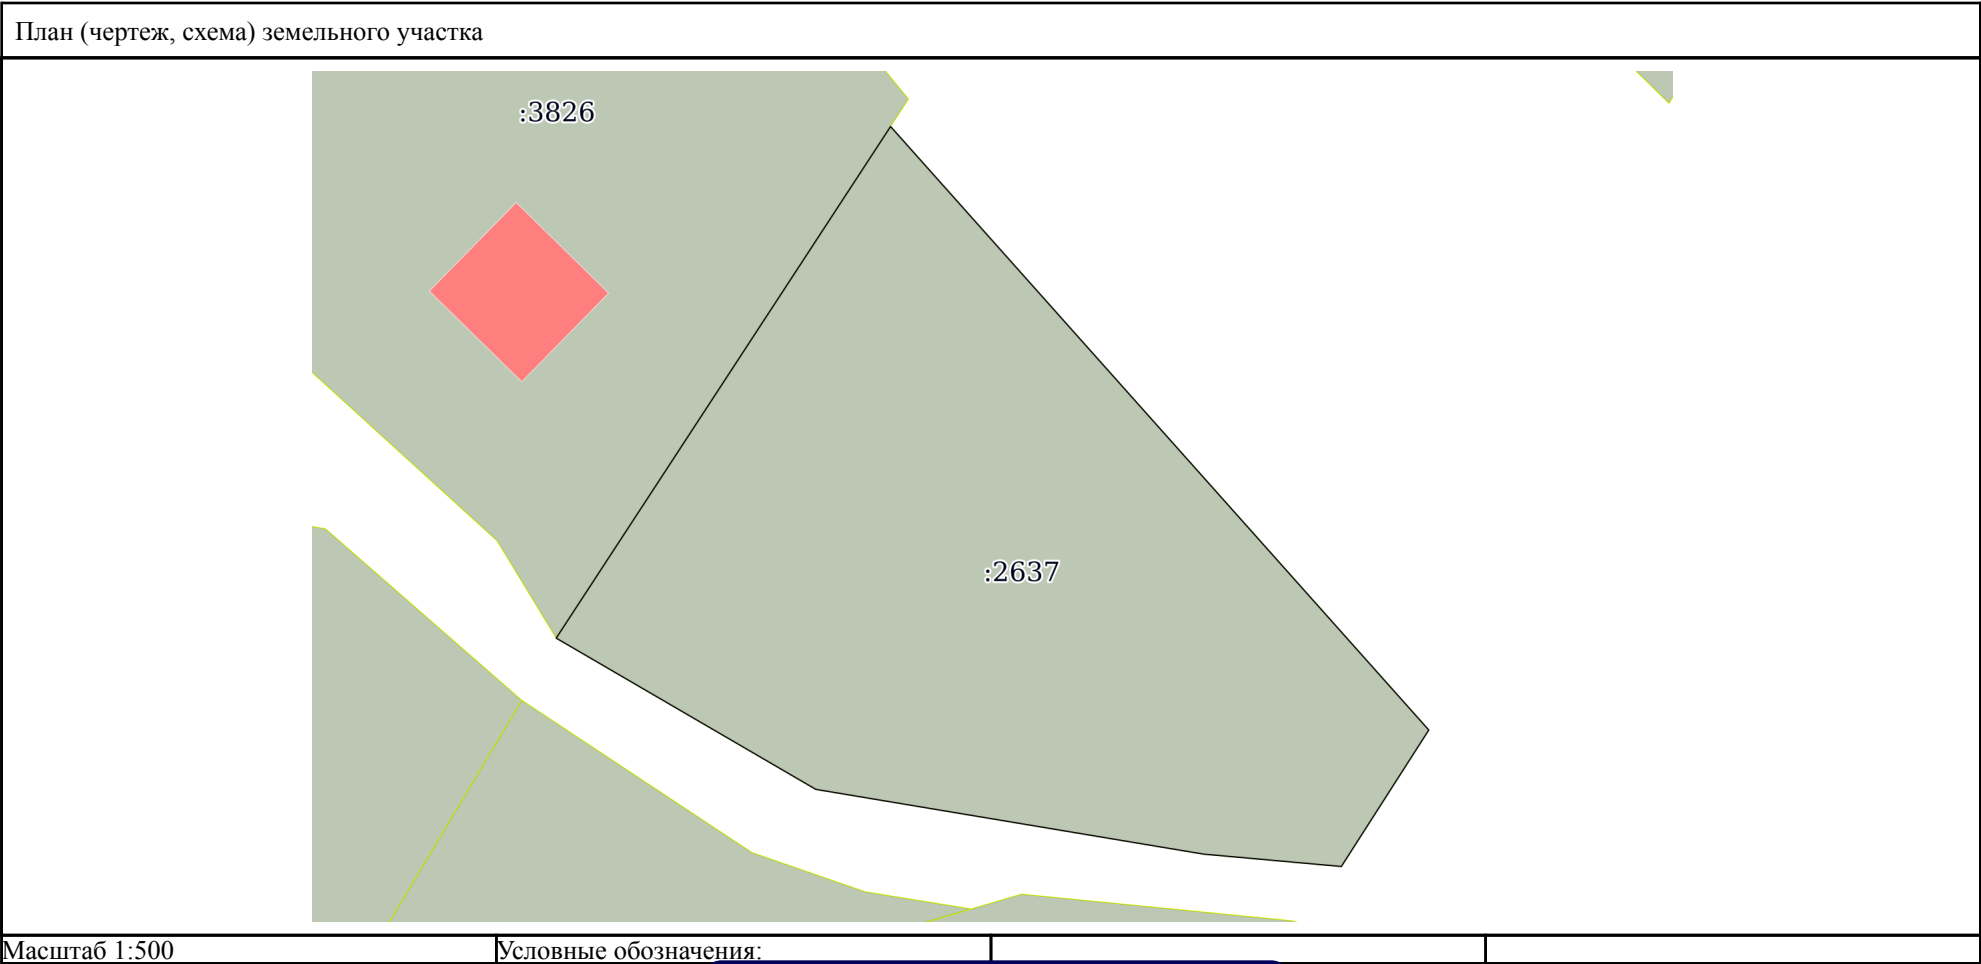 План (чертеж, схема) земельного участка
:3826
:2637
Масштаб 1:500
Условные обозначения: